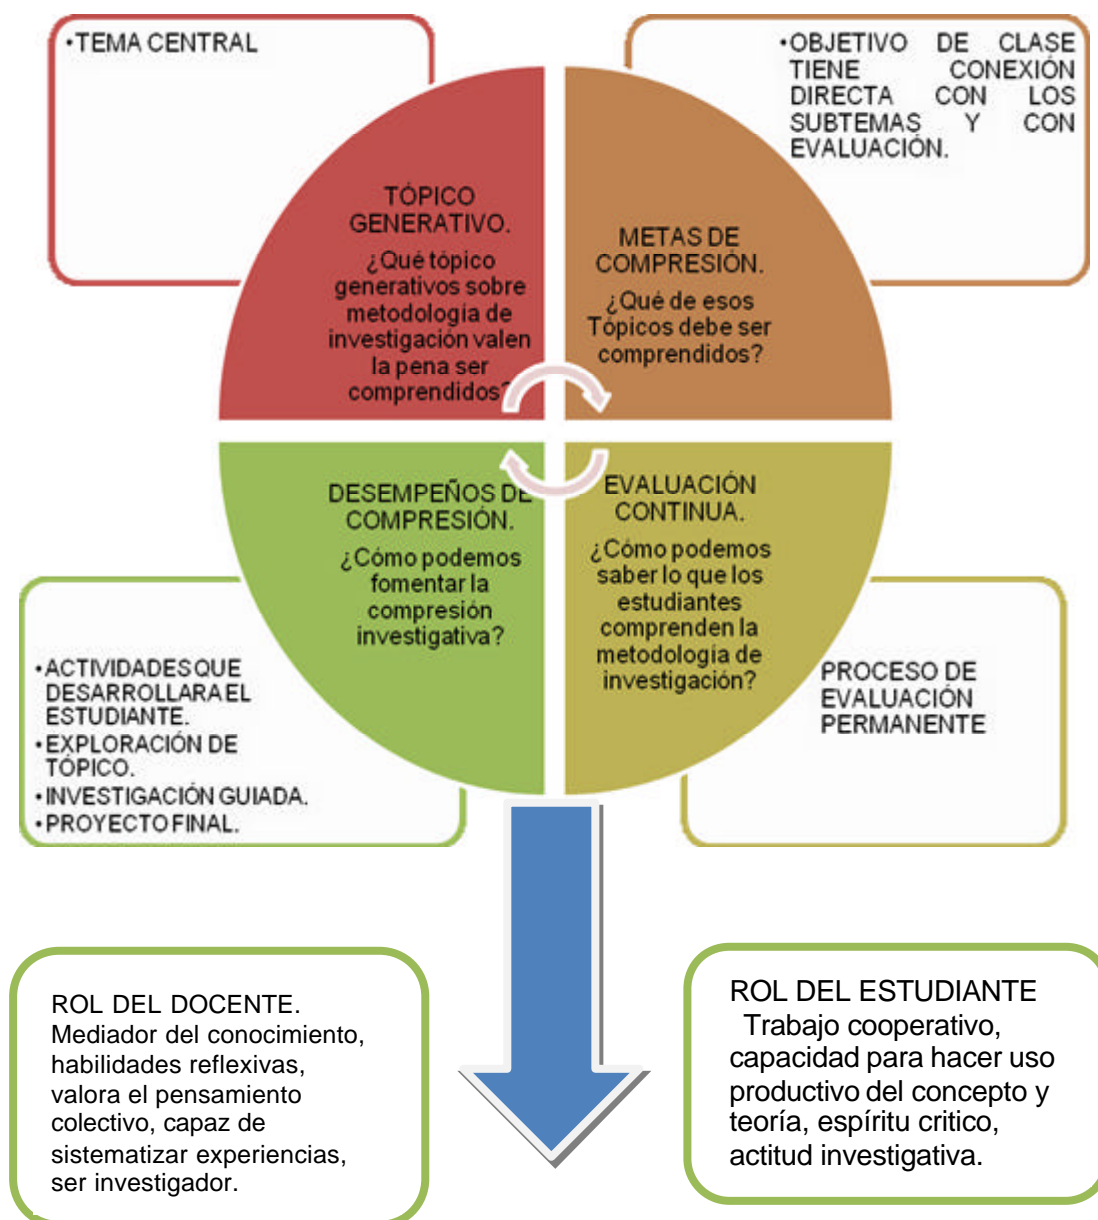 •TEMA CENTRAL
•OBJETIVO DE CLASE
TIENE CONEXIÓN
DIRECTA CON LOS
SUBTEMAS Y CON
EVALUACIÓN.
TÓPICO
GENERATIVO.
¿Qué tópico
generativos sobre
metodología de
investigación valen
la pena ser
comprendidos?
METAS DE
COMPRESIÓN.
¿Qué de esos
Tópicos debe ser
comprendidos?
DESEMPEÑOS DE
COMPRESIÓN.
¿Cómo podemos
fomentar la
compresión
investigativa?
EVALUACIÓN
CONTINUA.
¿Cómo podemos
saber lo que los
estudiantes
comprenden la
metodología de
investigación?
•ACTIVIDADES QUE
DESARROLLARA EL
ESTUDIANTE.
•EXPLORACIÓN DE
TÓPICO.
•INVESTIGACIÓN GUIADA.
•PROYECTO FINAL.
PROCESO DE
EVALUACIÓN
PERMANENTE
ROL DEL DOCENTE.
Mediador del conocimiento,
habilidades reflexivas,
valora el pensamiento
colectivo, capaz de
sistematizar experiencias,
ser investigador.
ROL DEL ESTUDIANTE
Trabajo cooperativo,
capacidad para hacer uso
productivo del concepto y
teoría, espíritu critico,
actitud investigativa.